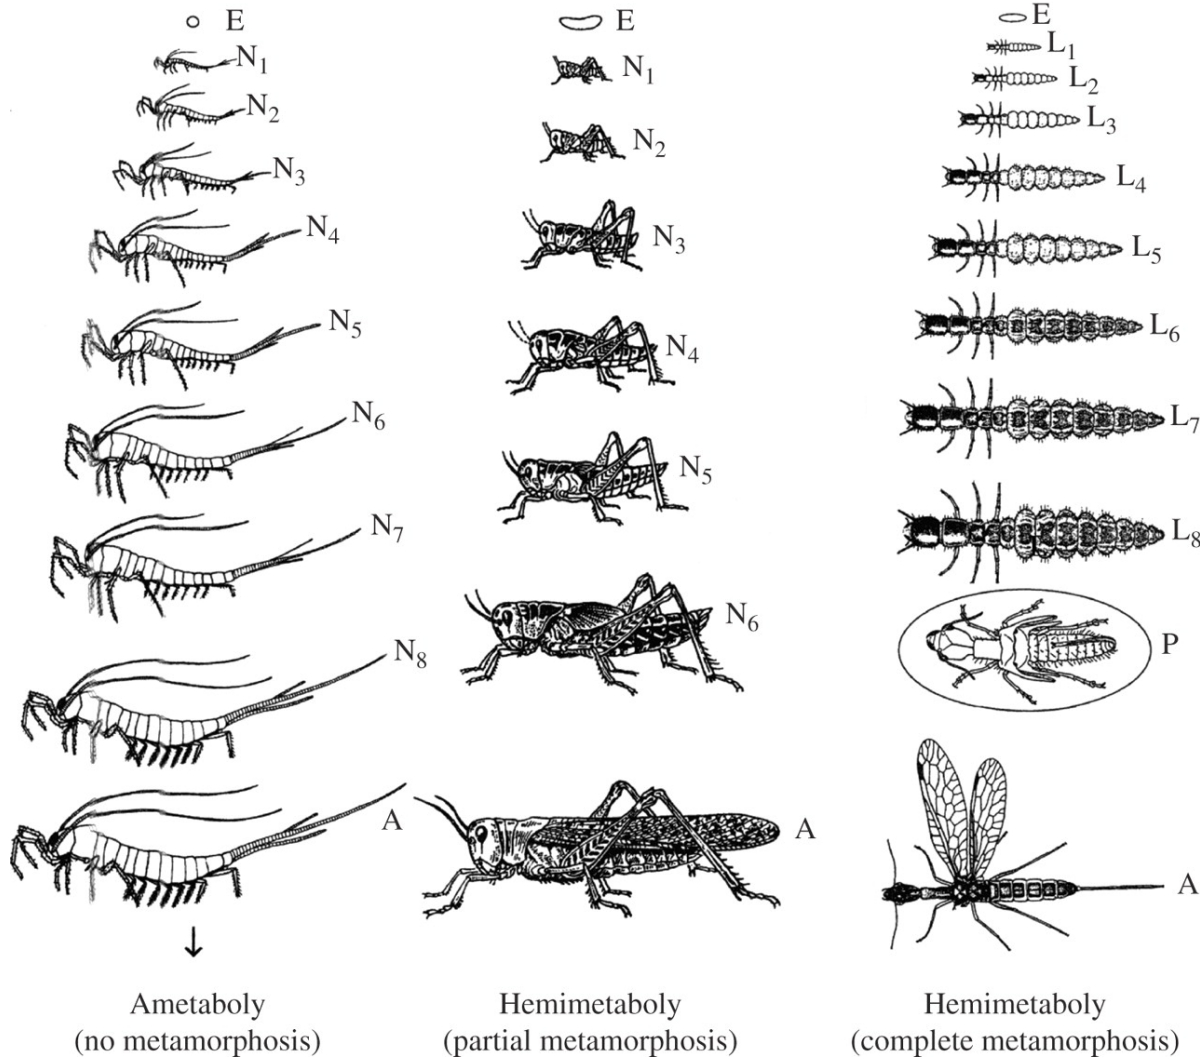 E
N1
N2
N3
N4
N5
N6
N7
N8
A
Ametaboly
(no metamorphosis)
E
N1
N2
N3
N4
N5
N6
A
Hemimetaboly
(partial metamorphosis)
E
L1
L2
L3
L4
L5
L6
L7
L8
P
A
Hemimetaboly
(complete metamorphosis)